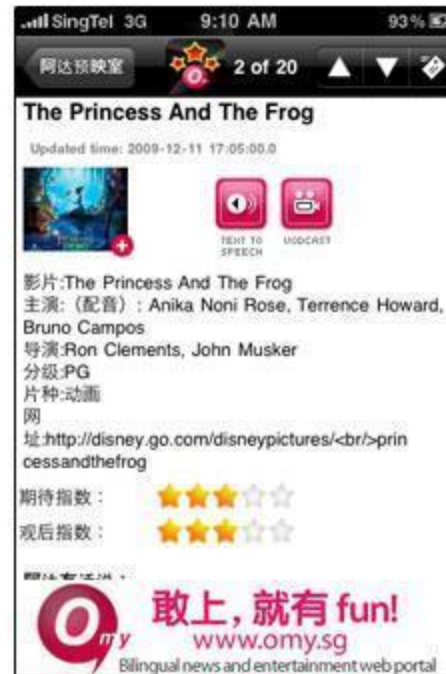 SingTel 3G 9:10 AM 93%
阿达预映室 2 of 20
The Princess And The Frog
Updated time: 2009-12-11 17:05:00.0
TEXT TO SPEECH VODCAST
影片:The Princess And The Frog
主演:（配音）: Anika Noni Rose, Terrence Howard,
Bruno Campos
导演:Ron Clements, John Musker
分级:PG
片种:动画
网
址:http://disney.go.com/disneypictures/<br/>prin
cessandthefrog
期待指数：
观后指数：
敢上，就有 fun!
Omy
www.omy.sg
Bilingual news and entertainment web portal